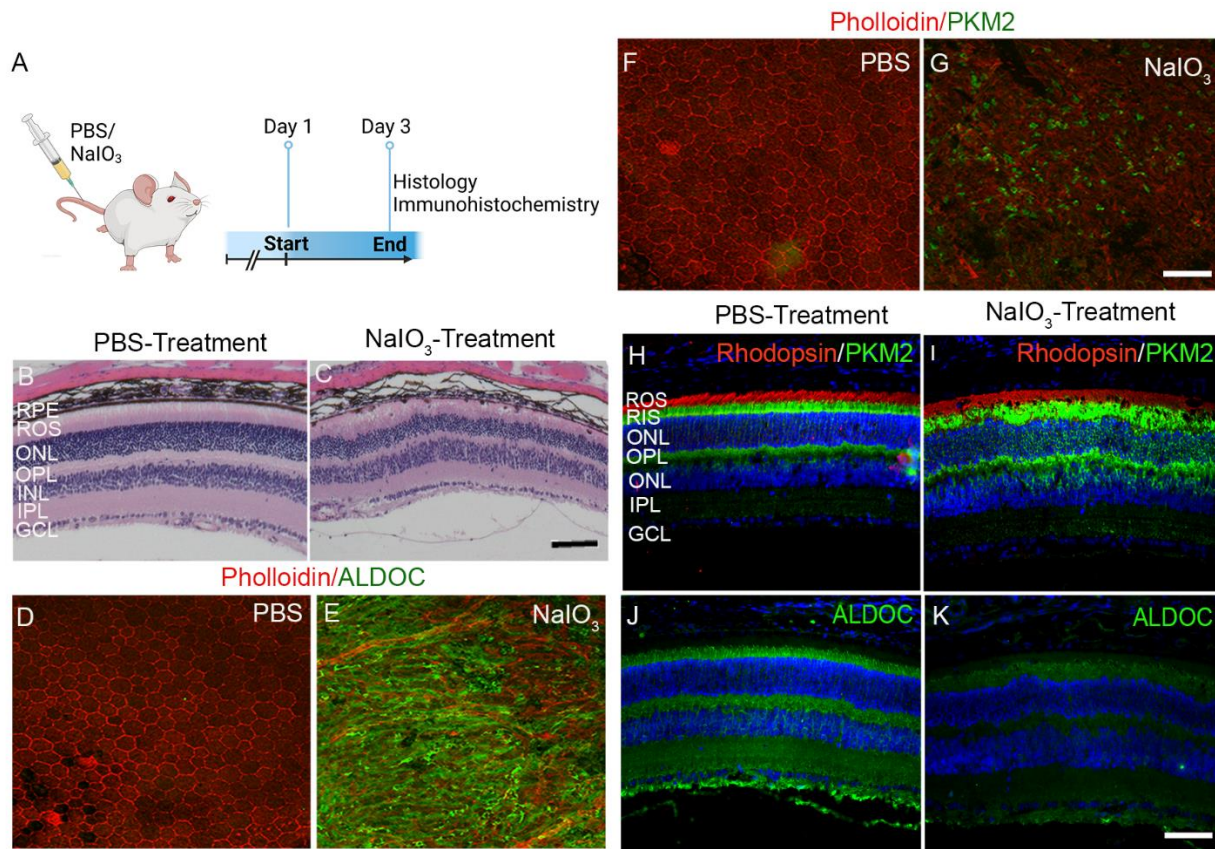 A
PBS/
NaIO₃
Day 1
Day 3
Histology
Immunohistochemistry
Start
End
PBS-Treatment
NaIO₃-Treatment
B
C
RPE
ROS
ONL
OPL
INL
IPL
GCL
Pholloidin/ALDOC
D
PBS
E
NaIO₃
Pholloidin/PKM2
F
PBS
G
NaIO₃
PBS-Treatment
NaIO₃-Treatment
H
Rhodopsin/PKM2
I
Rhodopsin/PKM2
ROS
RIS
ONL
OPL
ONL
IPL
GCL
J
ALDOC
K
ALDOC